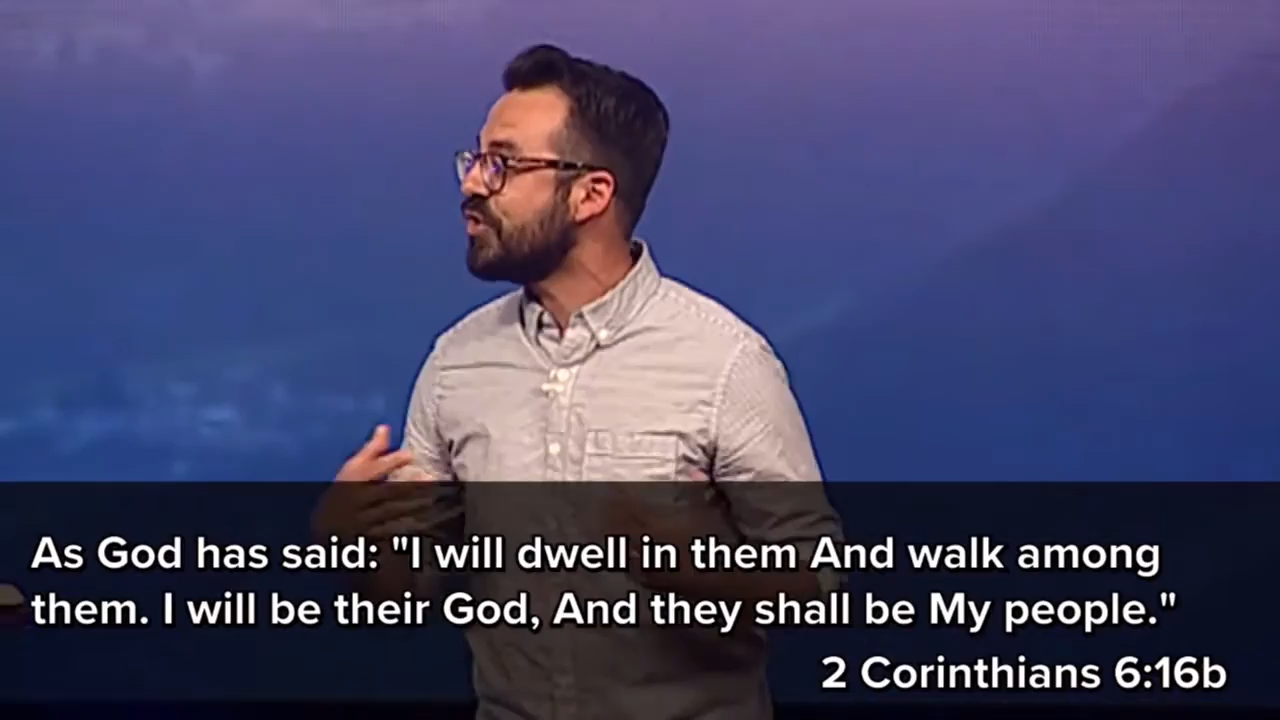 As God has said: "I will dwell in them And walk among
them. I will be their God, And they shall be My people."
2 Corinthians 6:16b